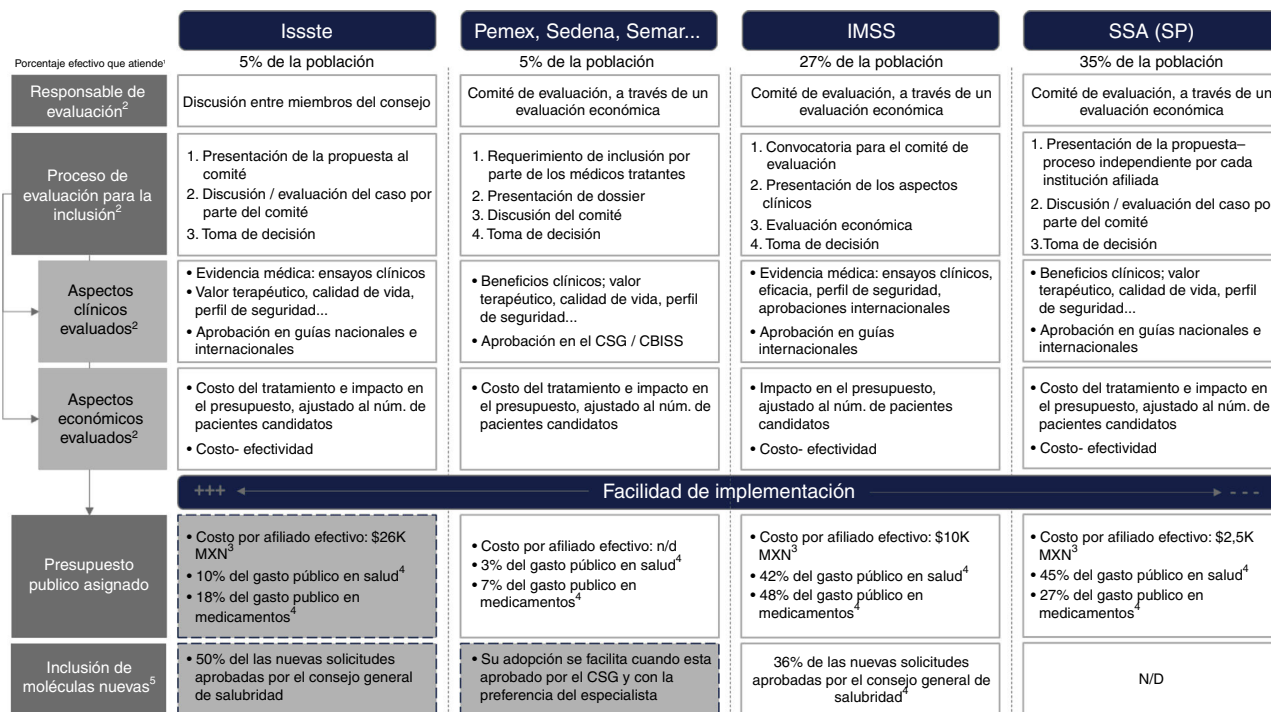 Issste
Pemex, Sedena, Semar...
IMSS
SSA (SP)
Porcentaje efectivo que atiende¹
5% de la población
5% de la población
27% de la población
35% de la población
Responsable de
evaluación²
Discusión entre miembros del consejo
Comité de evaluación, a través de un
evaluación económica
Comité de evaluación, a través de un
evaluación económica
Comité de evaluación, a través de un
evaluación económica
Proceso de
evaluación para la
inclusión²
1. Presentación de la propuesta al
comité
2. Discusión / evaluación del caso por
parte del comité
3. Toma de decisión
1. Requerimiento de inclusión por
parte de los médicos tratantes
2. Presentación de dossier
3. Discusión del comité
4. Toma de decisión
1. Convocatoria para el comité de
evaluación
2. Presentación de los aspectos
clínicos
3. Evaluación económica
4. Toma de decisión
1. Presentación de la propuesta–
proceso independiente por cada
institución afiliada
2. Discusión / evaluación del caso po
parte del comité
3.Toma de decisión
Aspectos
clínicos
evaluados²
• Evidencia médica: ensayos clínicos
• Valor terapéutico, calidad de vida,
perfil de seguridad...
• Aprobación en guías nacionales e
internacionales
• Beneficios clínicos; valor
terapéutico, calidad de vida, perfil
de seguridad...
• Aprobación en el CSG / CBISS
• Evidencia médica: ensayos clínicos,
eficacia, perfil de seguridad,
aprobaciones internacionales
• Aprobación en guías
internacionales
• Beneficios clínicos; valor
terapéutico, calidad de vida, perfil
de seguridad...
• Aprobación en guías nacionales e
internacionales
Aspectos
económicos
evaluados²
• Costo del tratamiento e impacto en
el presupuesto, ajustado al núm. de
pacientes candidatos
• Costo- efectividad
• Costo del tratamiento e impacto en
el presupuesto, ajustado al núm. de
pacientes candidatos
• Impacto en el presupuesto,
ajustado al núm. de pacientes
candidatos
• Costo- efectividad
• Costo del tratamiento e impacto en
el presupuesto, ajustado al núm. de
pacientes candidatos
• Costo- efectividad
+++ Facilidad de implementación - - -
Presupuesto
publico asignado
• Costo por afiliado efectivo: $26K
MXN³
• 10% del gasto público en salud⁴
• 18% del gasto publico en
medicamentos⁴
• Costo por afiliado efectivo: n/d
• 3% del gasto público en salud⁴
• 7% del gasto publico en
medicamentos⁴
• Costo por afiliado efectivo: $10K
MXN³
• 42% del gasto público en salud⁴
• 48% del gasto público en
medicamentos⁴
• Costo por afiliado efectivo: $2,5K
MXN³
• 45% del gasto público en salud⁴
• 27% del gasto publico en
medicamentos⁴
Inclusión de
moléculas nuevas⁵
• 50% del las nuevas solicitudes
aprobadas por el consejo general
de salubridad
• Su adopción se facilita cuando esta
aprobado por el CSG y con la
preferencia del especialista
36% de las nuevas solicitudes
aprobadas por el consejo general de
salubridad⁴
N/D